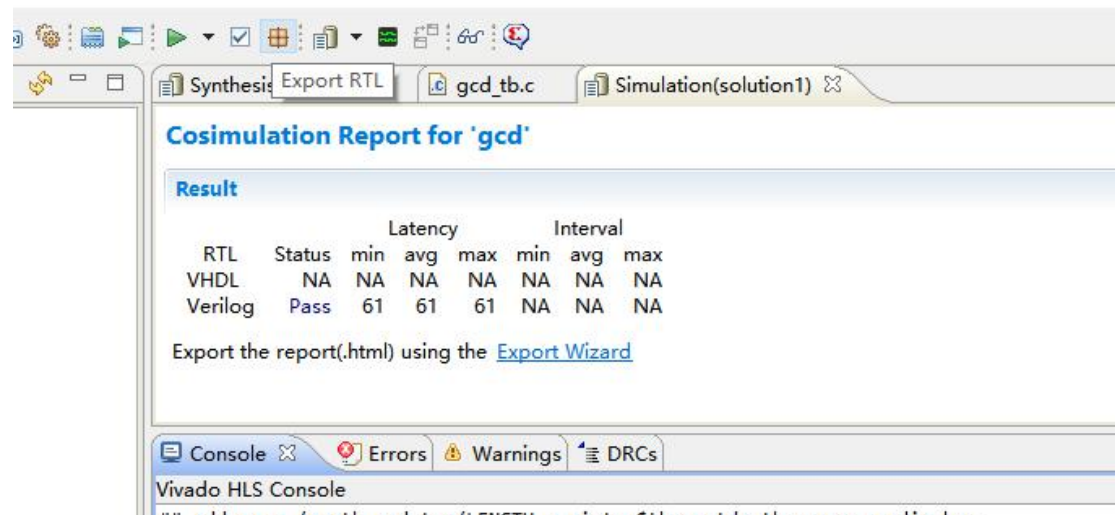 Synthesis Export RTL gcd_tb.c Simulation(solution1)
Cosimulation Report for 'gcd'
Result
Latency Interval
RTL Status min avg max min avg max
VHDL NA NA NA NA NA NA NA
Verilog Pass 61 61 61 NA NA NA
Export the report(.html) using the Export Wizard
Console Errors Warnings DRCs
Vivado HLS Console